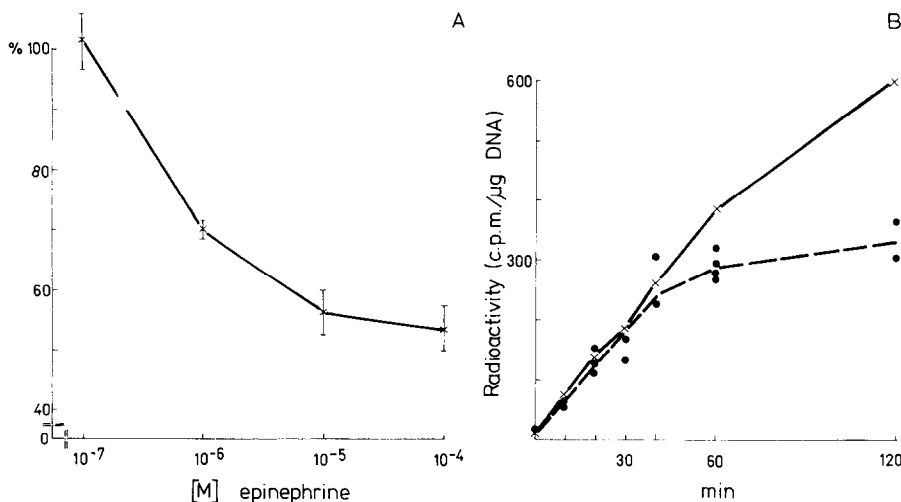 A
% 100
80
60
40
0
10⁻⁷ 10⁻⁶ 10⁻⁵ 10⁻⁴
[M] epinephrine
B
Radioactivity (c.p.m./µg DNA)
600
300
30 60 120
min